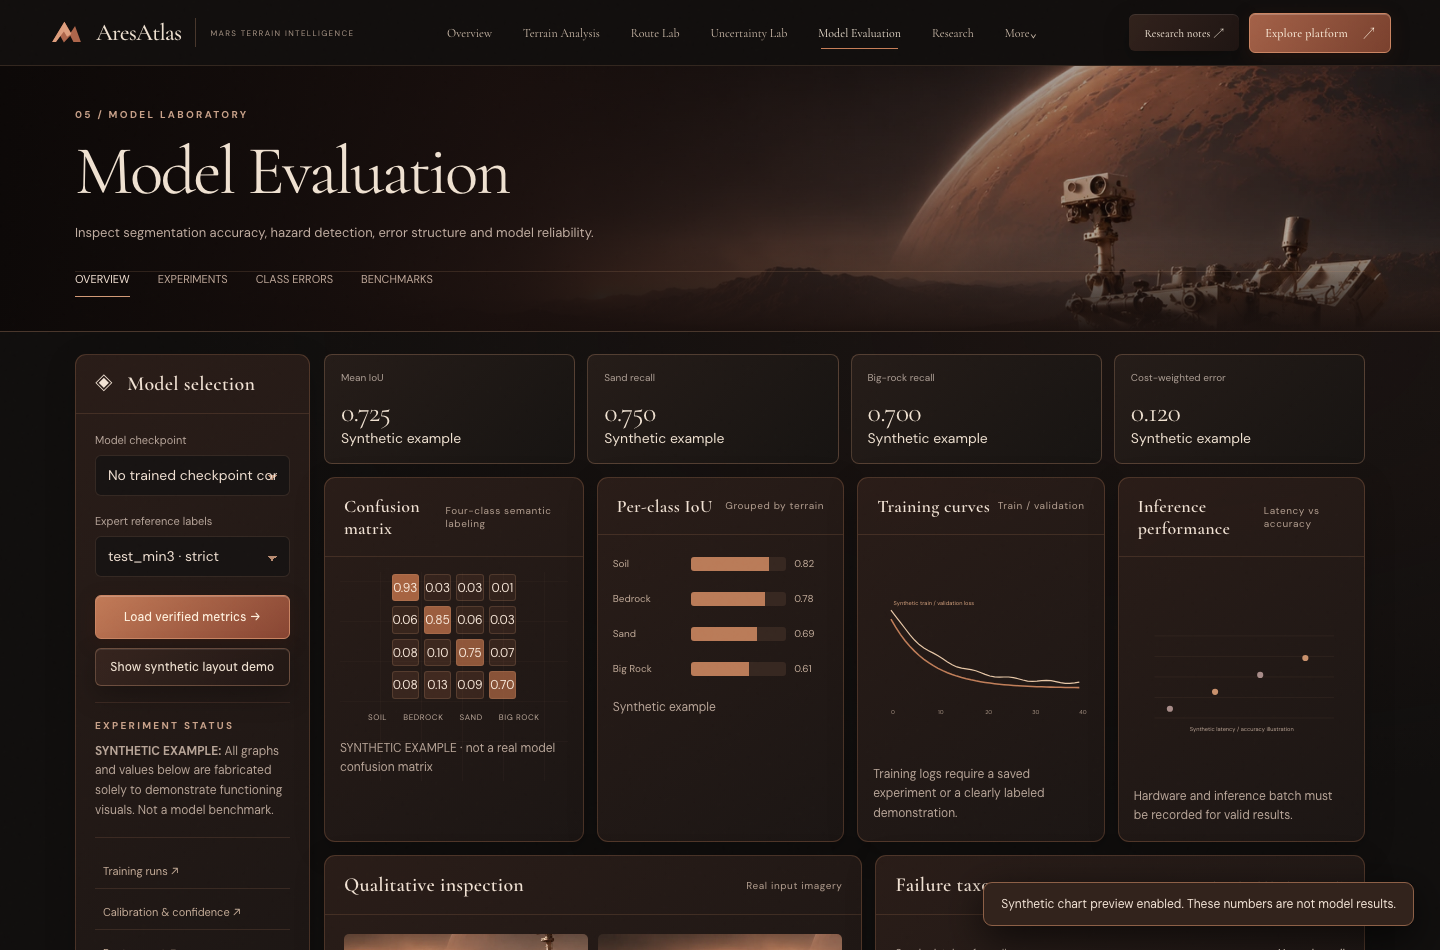 AresAtlas
MARS TERRAIN INTELLIGENCE
Overview
Terrain Analysis
Route Lab
Uncertainty Lab
Model Evaluation
Research
More
Research notes ↗
Explore platform ↗
05 / MODEL LABORATORY
Model Evaluation
Inspect segmentation accuracy, hazard detection, error structure and model reliability.
OVERVIEW
EXPERIMENTS
CLASS ERRORS
BENCHMARKS
Model selection
Model checkpoint
No trained checkpoint
Expert reference labels
test_min3 · strict
Load verified metrics →
Show synthetic layout demo
EXPERIMENT STATUS
SYNTHETIC EXAMPLE: All graphs
and values below are fabricated
solely to demonstrate functioning
visuals. Not a model benchmark.
Training runs ↗
Calibration & confidence ↗
Mean IoU
0.725
Synthetic example
Sand recall
0.750
Synthetic example
Big-rock recall
0.700
Synthetic example
Cost-weighted error
0.120
Synthetic example
Confusion
matrix
Four-class semantic
labeling
0.93 0.03 0.03 0.01
0.06 0.85 0.06 0.03
0.08 0.10 0.75 0.07
0.08 0.13 0.09 0.70
SOIL BEDROCK SAND BIG ROCK
SYNTHETIC EXAMPLE · not a real model
confusion matrix
Per-class IoU
Grouped by terrain
Soil 0.82
Bedrock 0.78
Sand 0.69
Big Rock 0.61
Synthetic example
Training curves
Train / validation
Synthetic train / validation loss
0 10 20 30 40
Training logs require a saved
experiment or a clearly labeled
demonstration.
Inference
performance
Latency vs
accuracy
Synthetic latency / accuracy illustration
Hardware and inference batch must
be recorded for valid results.
Qualitative inspection
Real input imagery
Failure
Synthetic chart preview enabled. These numbers are not model results.